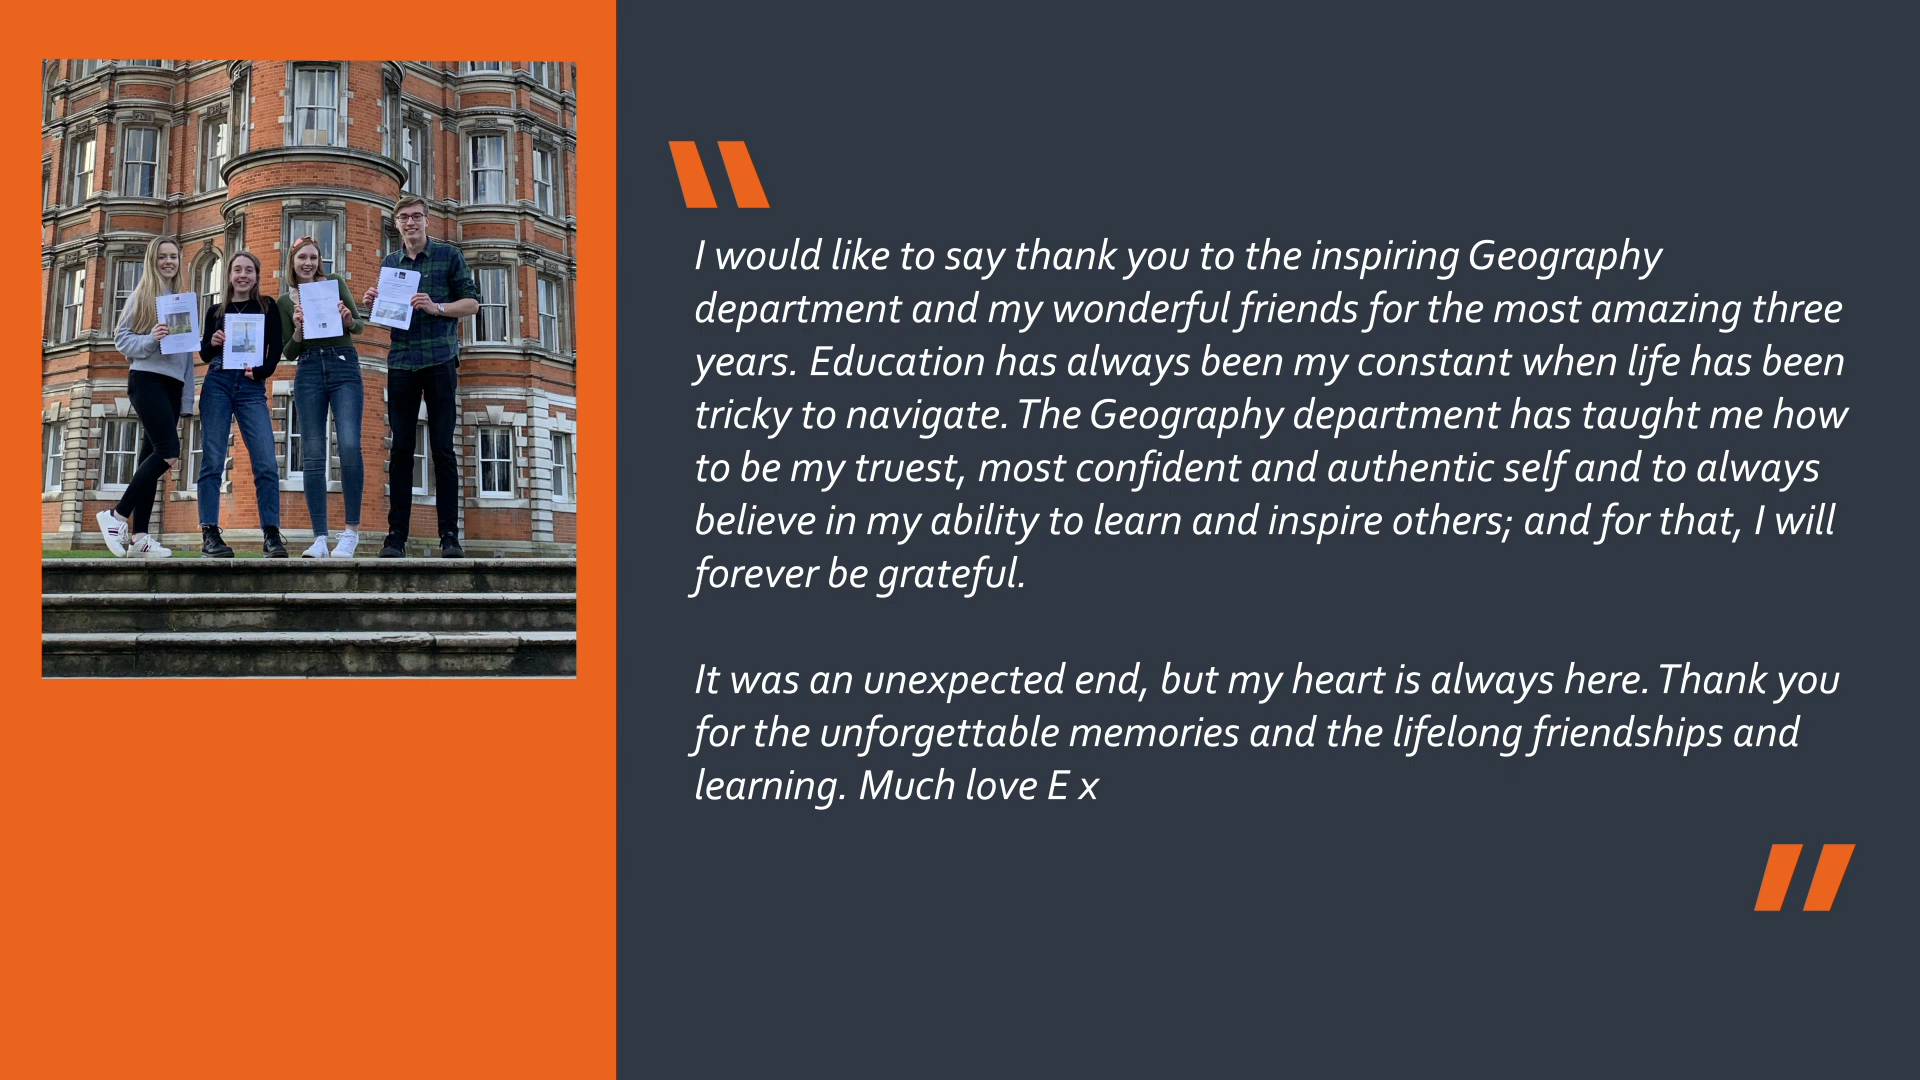 I would like to say thank you to the inspiring Geography
department and my wonderful friends for the most amazing three
years. Education has always been my constant when life has been
tricky to navigate. The Geography department has taught me how
to be my truest, most confident and authentic self and to always
believe in my ability to learn and inspire others; and for that, I will
forever be grateful.
It was an unexpected end, but my heart is always here. Thank you
for the unforgettable memories and the lifelong friendships and
learning. Much love E x